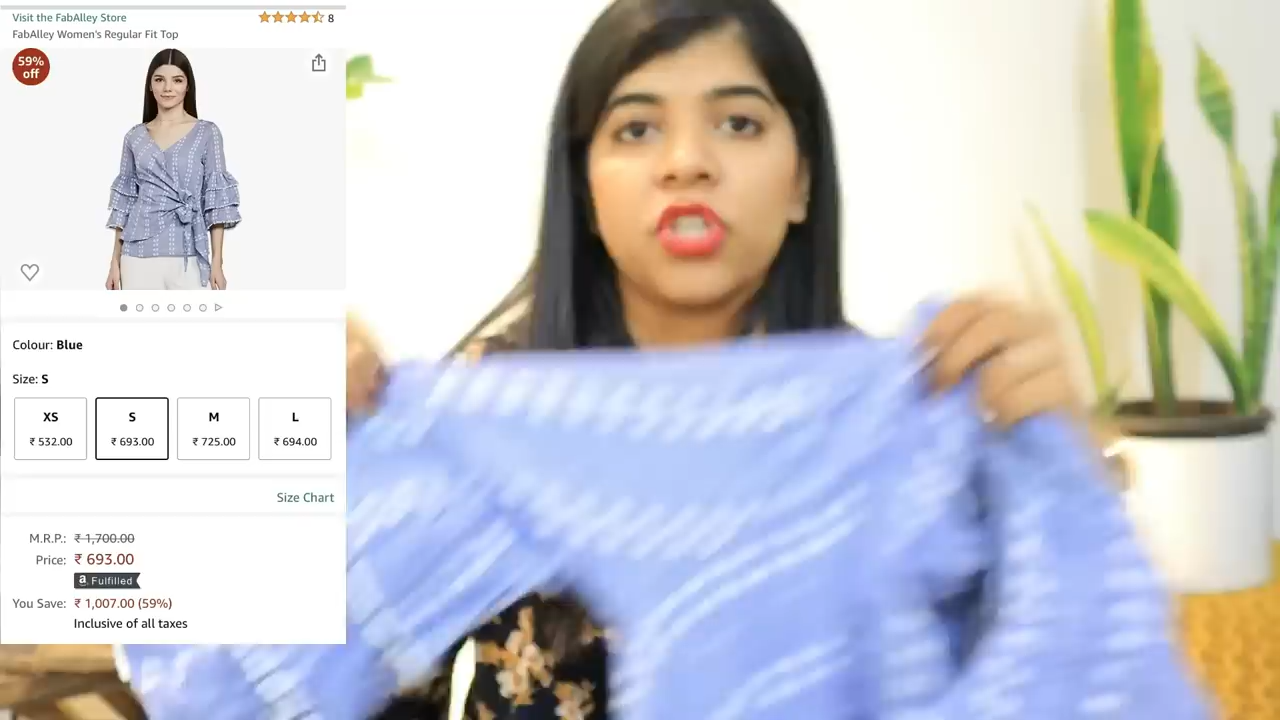 Visit the FabAlley Store
8
FabAlley Women's Regular Fit Top
59%
off
Colour: Blue
Size: S
XS
S
M
L
₹ 532.00
₹ 693.00
₹ 725.00
₹ 694.00
Size Chart
M.R.P.: ₹ 1,700.00
Price: ₹ 693.00
a Fulfilled
You Save: ₹ 1,007.00 (59%)
Inclusive of all taxes